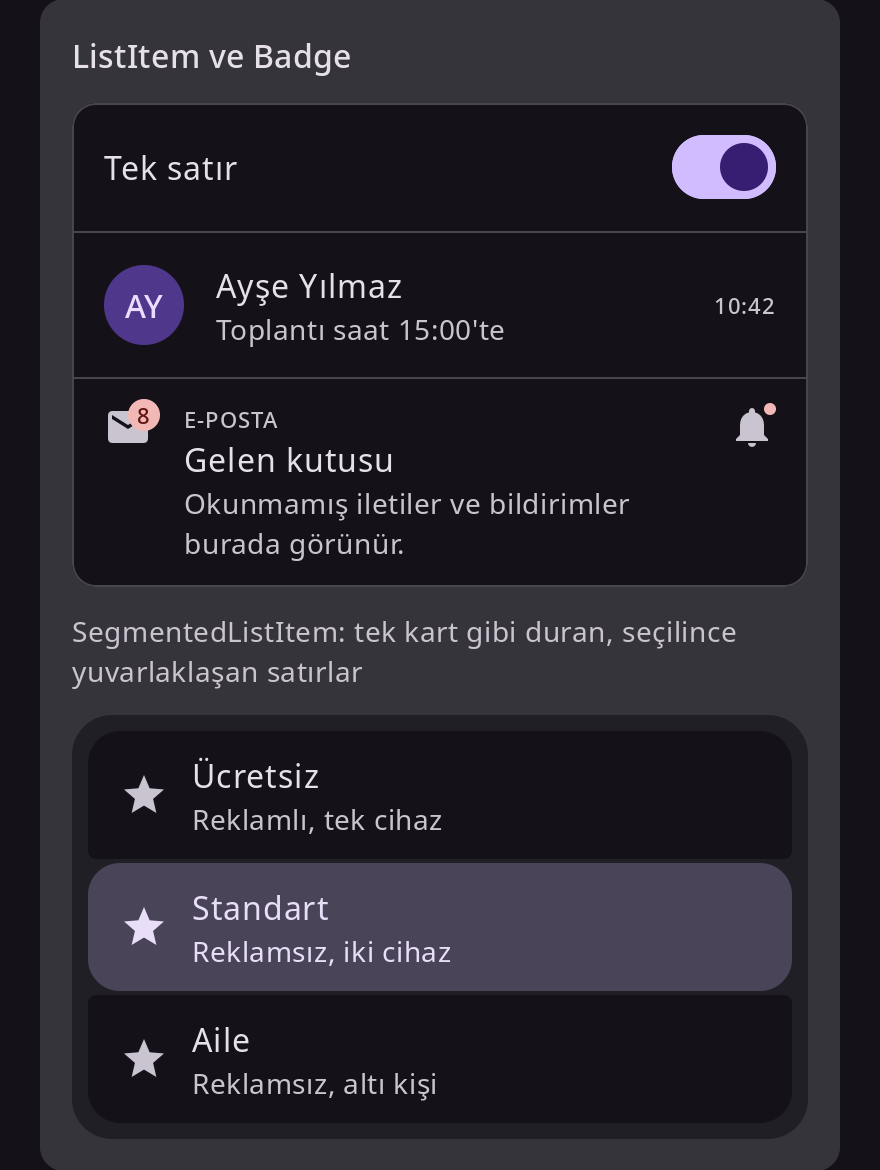 ListItem ve Badge
Tek satır
AY
Ayşe Yılmaz
Toplantı saat 15:00'te
10:42
8
E-POSTA
Gelen kutusu
Okunmamış iletiler ve bildirimler
burada görünür.
SegmentedListItem: tek kart gibi duran, seçilince
yuvarlaklaşan satırlar
Ücretsiz
Reklamlı, tek cihaz
Standart
Reklamsız, iki cihaz
Aile
Reklamsız, altı kişi